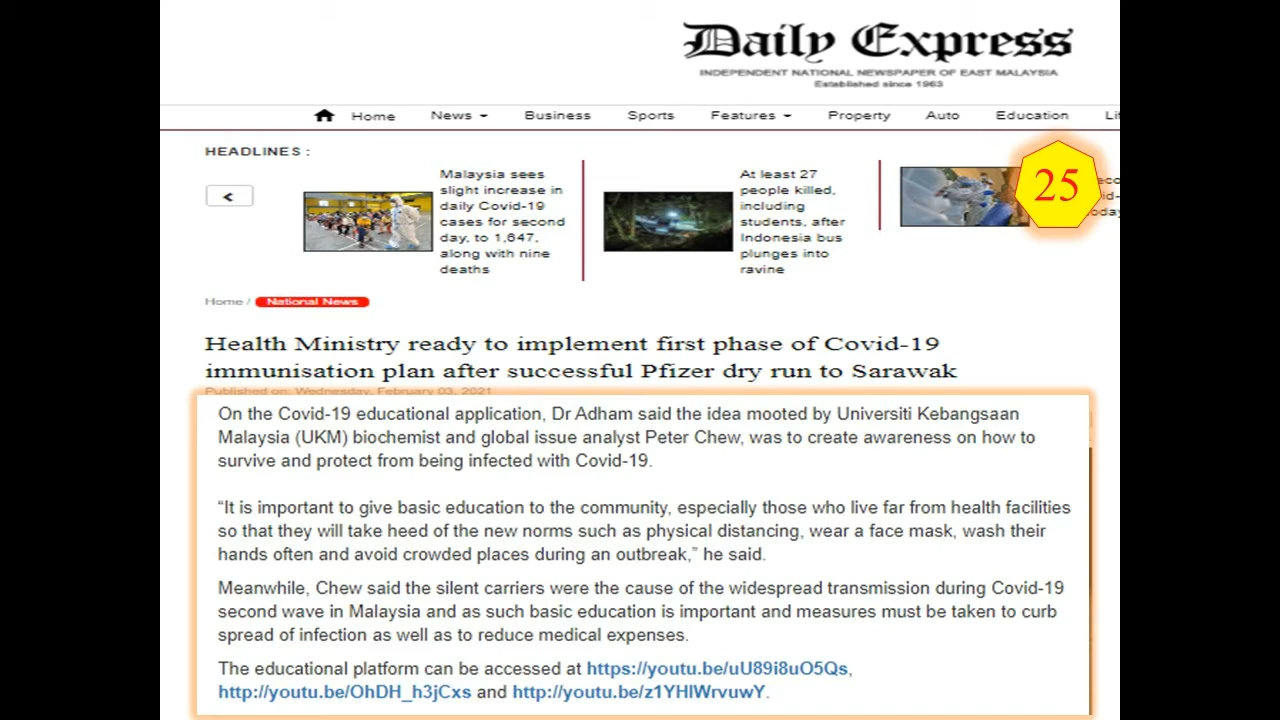 Daily Express
INDEPENDENT NATIONAL NEWSPAPER OF EAST MALAYSIA
Established since 1963
Home News Business Sports Features Property Auto Education
HEADLINES :
Malaysia sees
slight increase in
daily Covid-19
cases for second
day, to 1,647,
along with nine
deaths
At least 27
people killed,
including
students, after
Indonesia bus
plunges into
ravine
25
Home / National News
Health Ministry ready to implement first phase of Covid-19
immunisation plan after successful Pfizer dry run to Sarawak
Published on: Wednesday, February 03, 2021
On the Covid-19 educational application, Dr Adham said the idea mooted by Universiti Kebangsaan
Malaysia (UKM) biochemist and global issue analyst Peter Chew, was to create awareness on how to
survive and protect from being infected with Covid-19.
“It is important to give basic education to the community, especially those who live far from health facilities
so that they will take heed of the new norms such as physical distancing, wear a face mask, wash their
hands often and avoid crowded places during an outbreak,” he said.
Meanwhile, Chew said the silent carriers were the cause of the widespread transmission during Covid-19
second wave in Malaysia and as such basic education is important and measures must be taken to curb
spread of infection as well as to reduce medical expenses.
The educational platform can be accessed at https://youtu.be/uU89i8uO5Qs,
http://youtu.be/OhDH_h3jCxs and http://youtu.be/z1YHlWrvuwY.